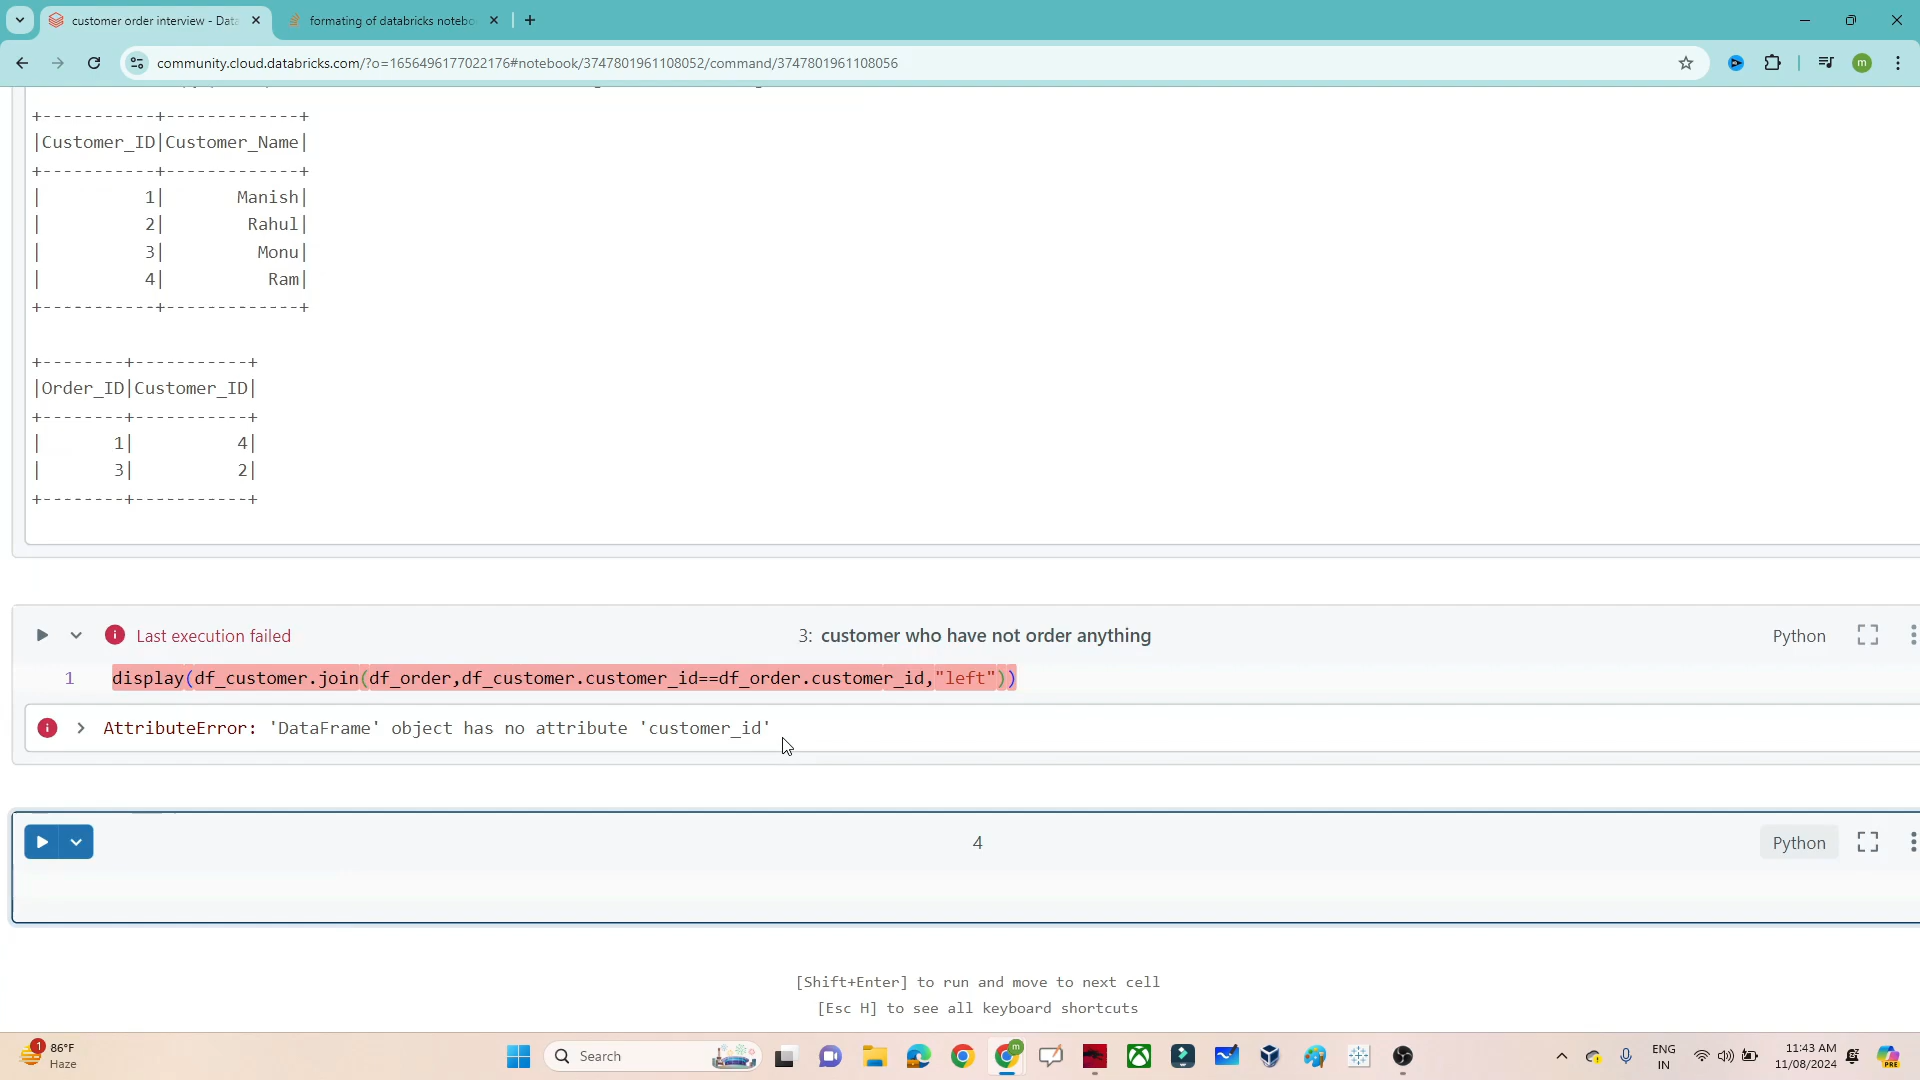 customer order interview - Data
formating of databricks notebo
community.cloud.databricks.com/?o=1656496177022176#notebook/3747801961108052/command/3747801961108056
m
+-----------+-------------+
|Customer_ID|Customer_Name|
+-----------+-------------+
|          1|       Manish|
|          2|        Rahul|
|          3|         Monu|
|          4|          Ram|
+-----------+-------------+
+--------+-----------+
|Order_ID|Customer_ID|
+--------+-----------+
|       1|          4|
|       3|          2|
+--------+-----------+
Last execution failed
3: customer who have not order anything
Python
1 display(df_customer.join(df_order,df_customer.customer_id==df_order.customer_id,"left"))
AttributeError: 'DataFrame' object has no attribute 'customer_id'
4
Python
[Shift+Enter] to run and move to next cell
[Esc H] to see all keyboard shortcuts
1
86°F
Haze
Search
m
ENG
IN
11:43 AM
11/08/2024
PRE